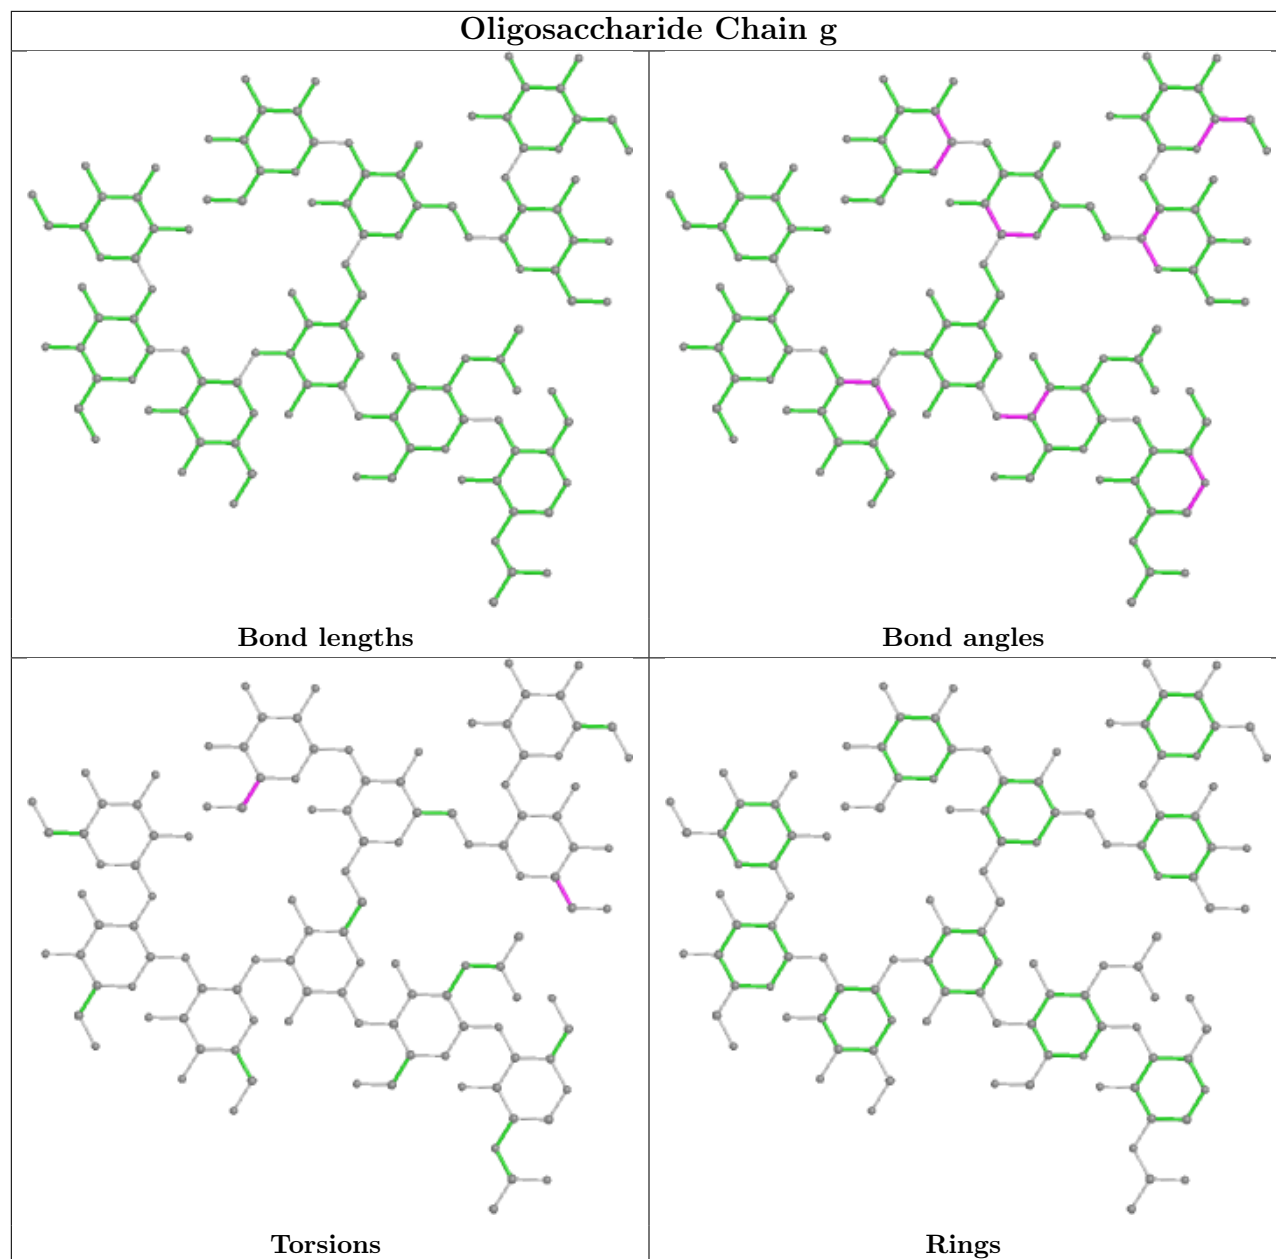 Oligosaccharide Chain g
Bond lengths
Bond angles
Torsions
Rings